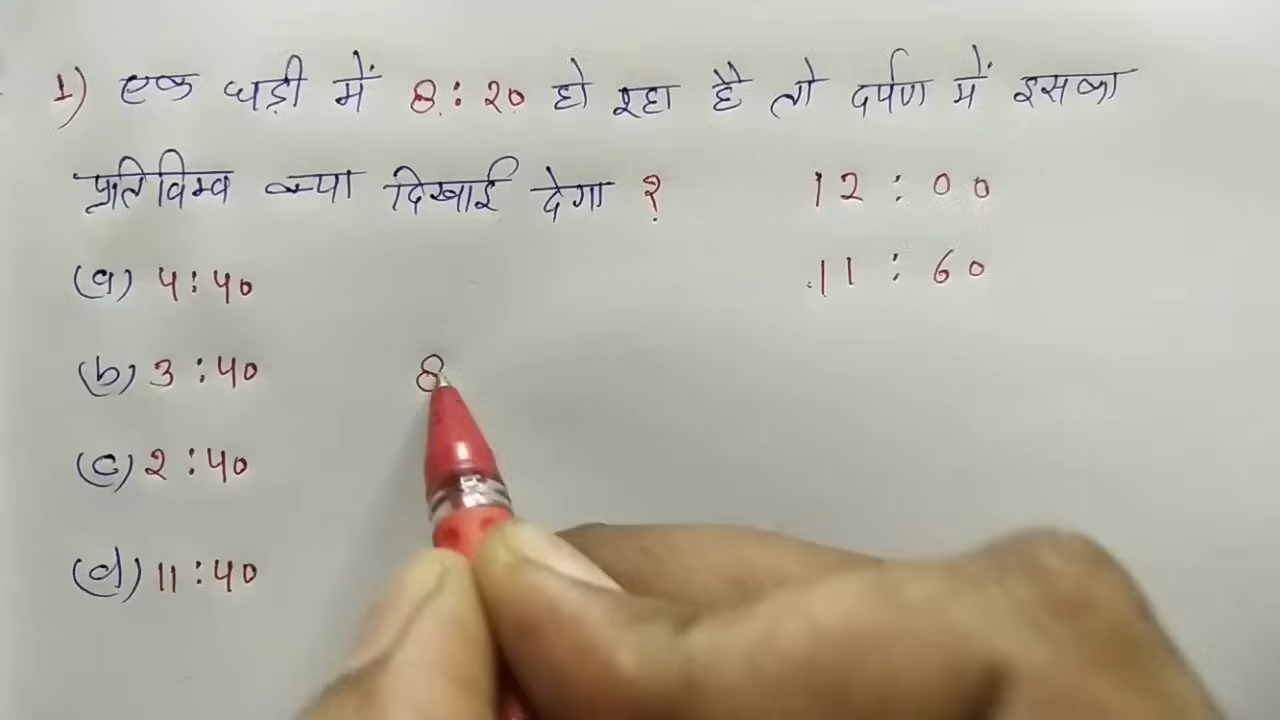 1) एक घड़ी में 8:20 हो रहा है तो दर्पण में इसका
प्रतिविम्व क्या दिखाई देगा ?
12:00
11:60
(a) 4:40
(b) 3:40
8
(c) 2:40
(d) 11:40